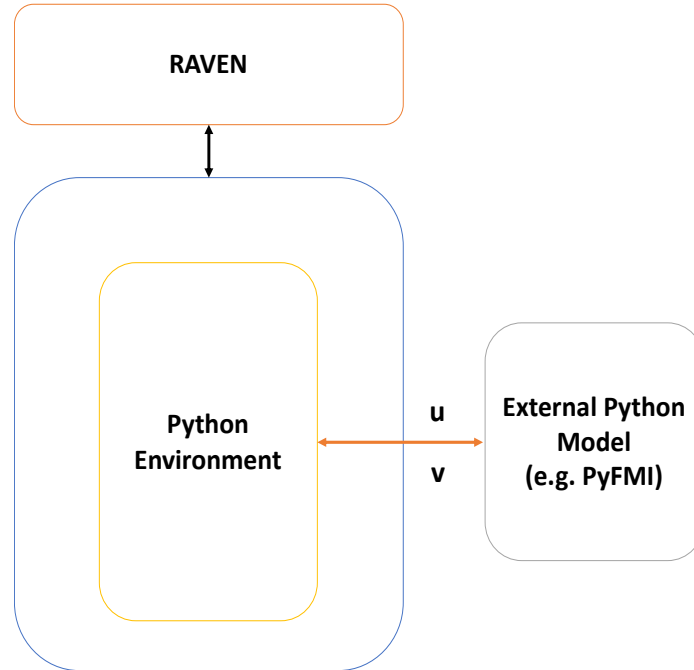 RAVEN
Python
Environment
u
v
External Python
Model
(e.g. PyFMI)